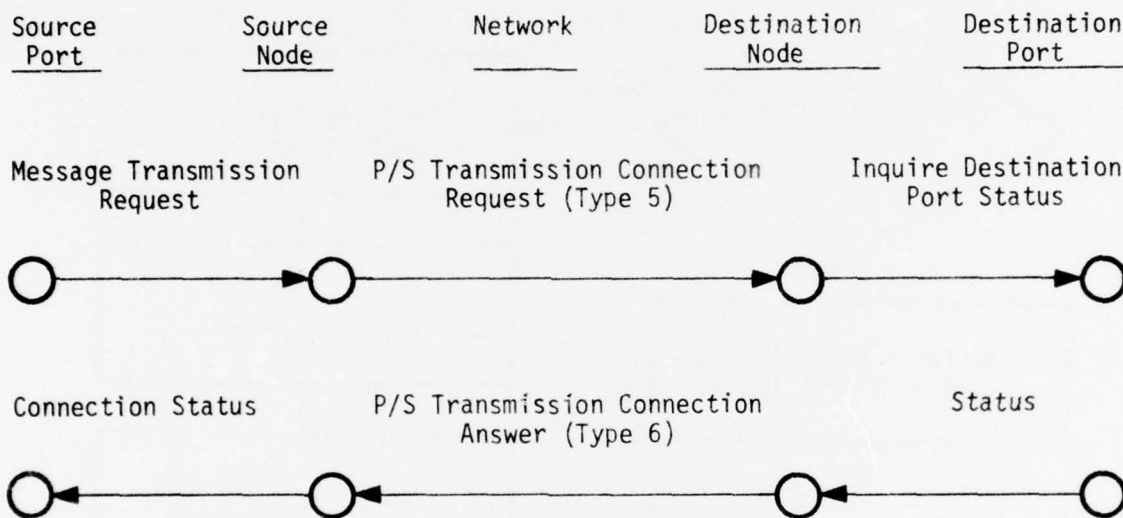 Source Source Network Destination Destination
Port Node Node Port
Message Transmission P/S Transmission Connection Inquire Destination
Request Request (Type 5) Port Status
Connection Status P/S Transmission Connection Status
Answer (Type 6)